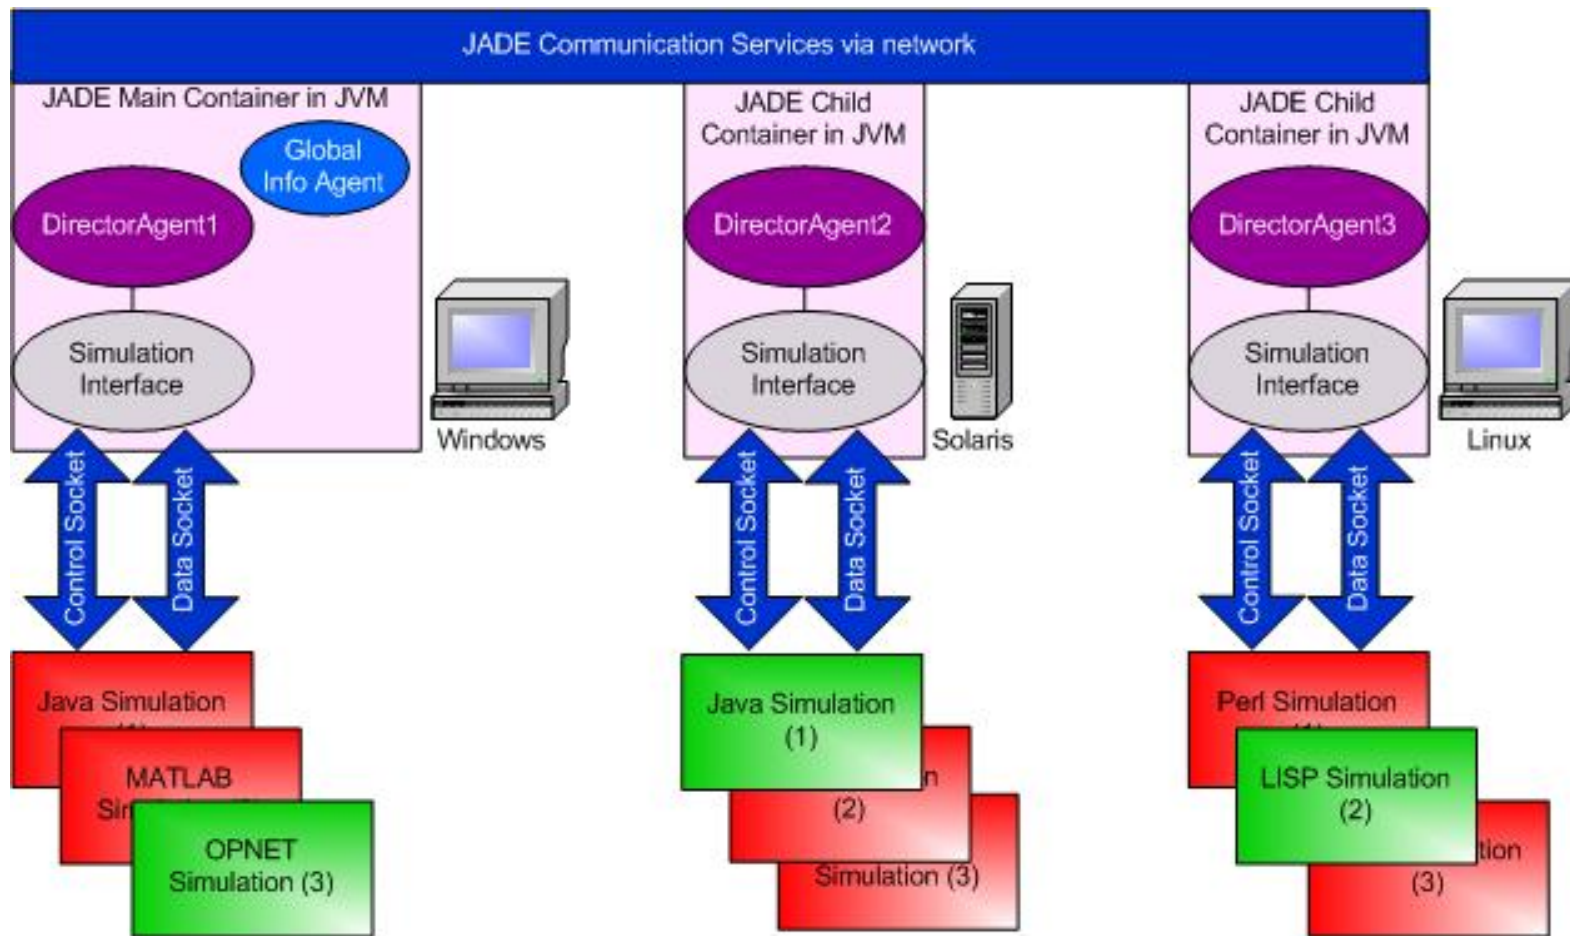 JADE Communication Services via network
JADE Main Container in JVM
Global
Info Agent
DirectorAgent1
Simulation
Interface
Windows
Control Socket
Data Socket
Java Simulation
(1)
MATLAB
OPNET
Simulation (3)
JADE Child
Container in JVM
DirectorAgent2
Simulation
Interface
Solaris
Control Socket
Data Socket
Java Simulation
(1)
(2)
Simulation (3)
JADE Child
Container in JVM
DirectorAgent3
Simulation
Interface
Linux
Control Socket
Data Socket
Perl Simulation
(1)
LISP Simulation
(2)
(3)